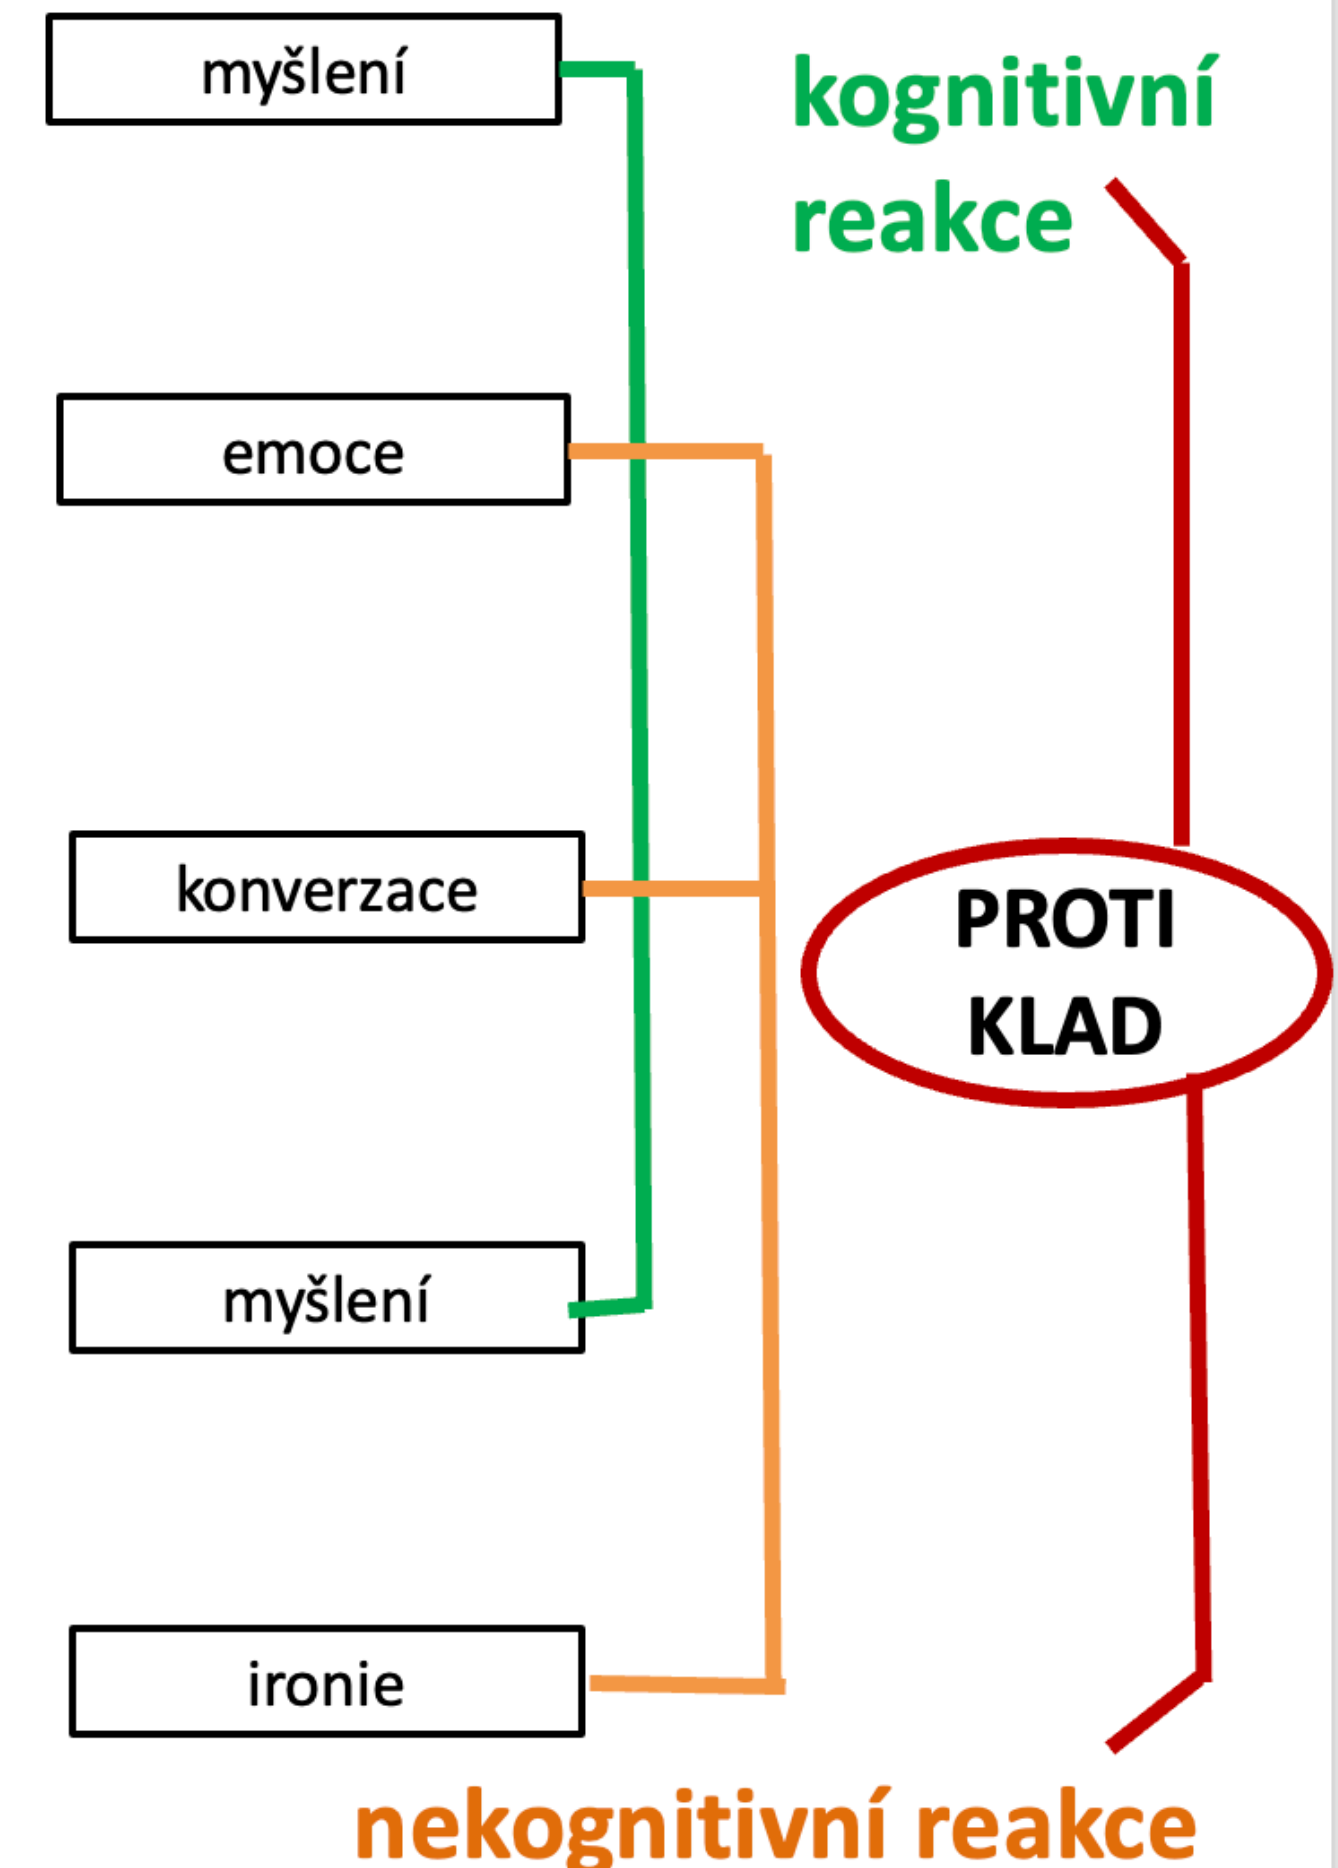 myšlení
kognitivní
reakce
emoce
konverzace
PROTI
KLAD
myšlení
ironie
nekognitivní reakce